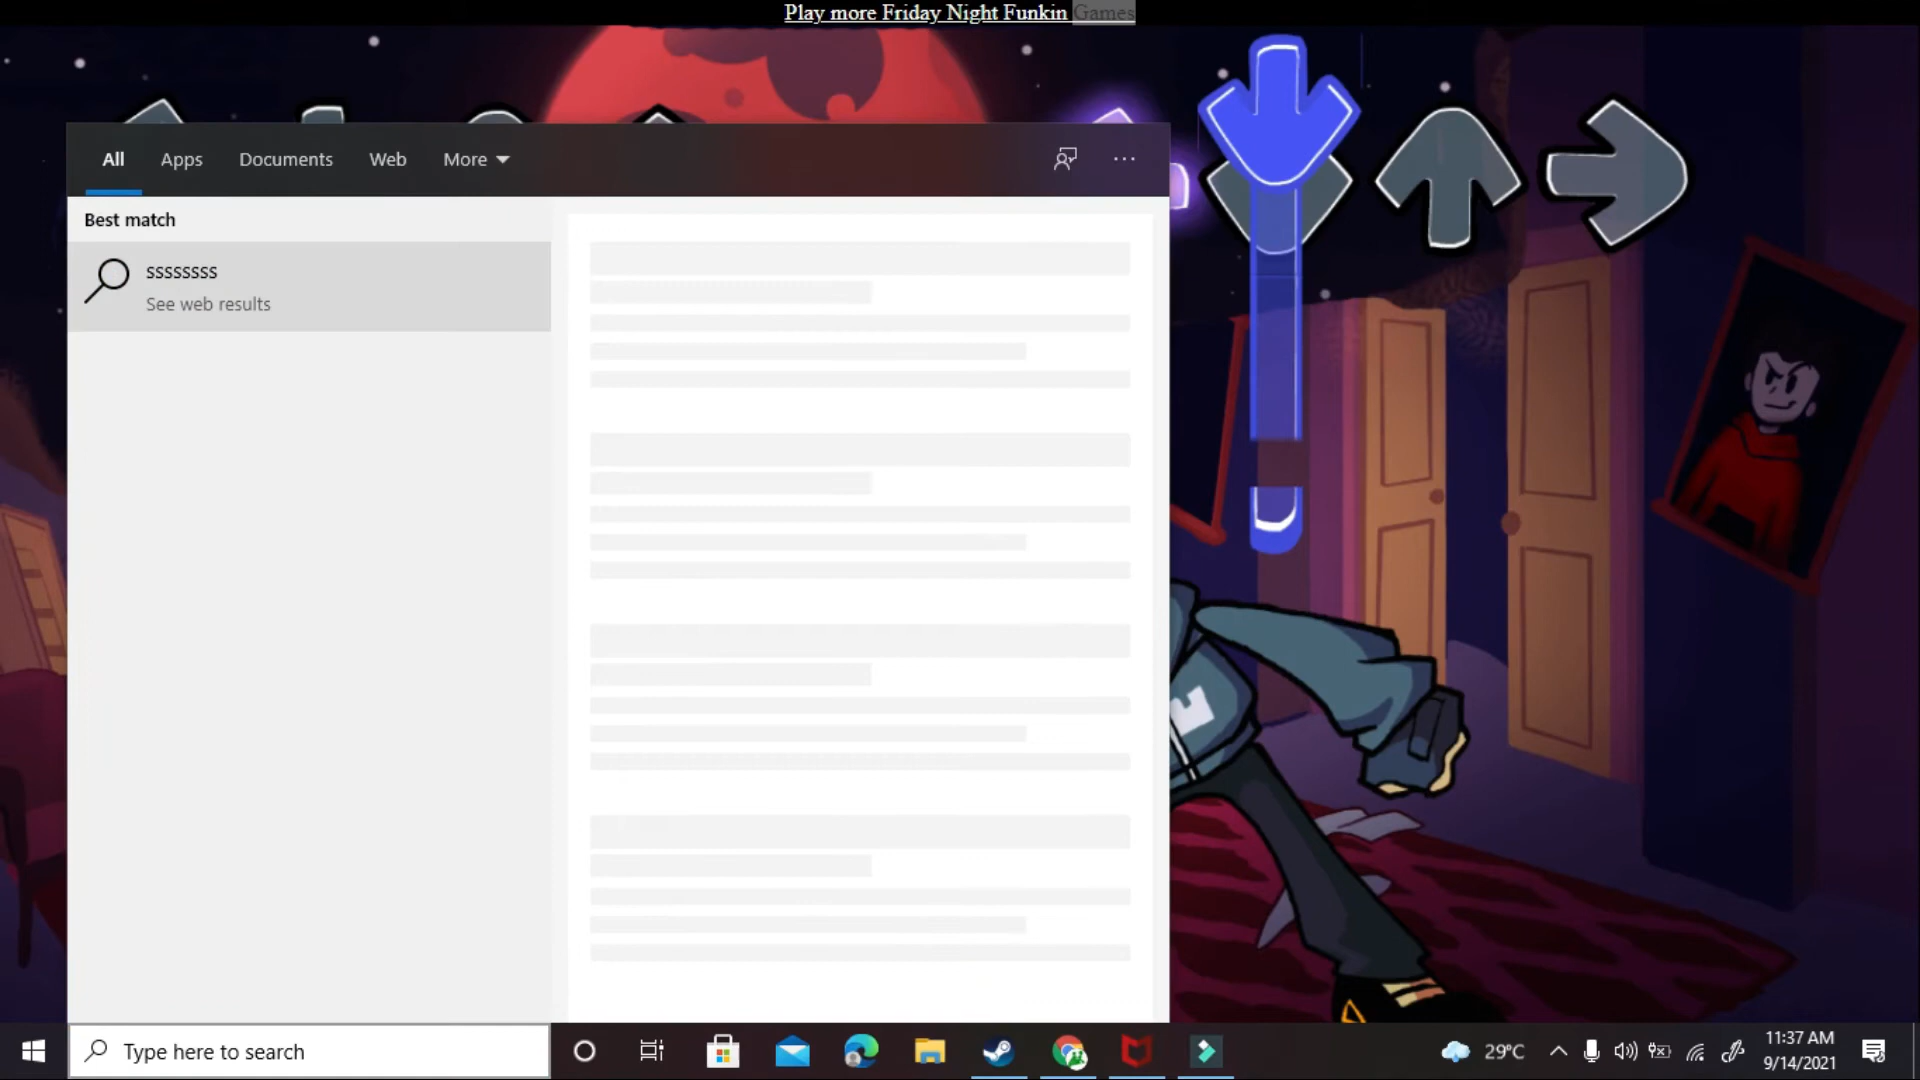 Play more Friday Night Funkin Games
All Apps Documents Web More
Best match
ssssssss
See web results
Type here to search
29°C
11:37 AM
9/14/2021